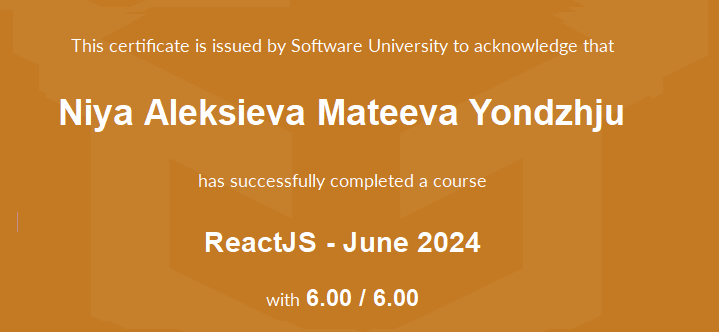 This certificate is issued by Software University to acknowledge that
Niya Aleksieva Mateeva Yondzhju
has successfully completed a course
ReactJS - June 2024
with 6.00 / 6.00